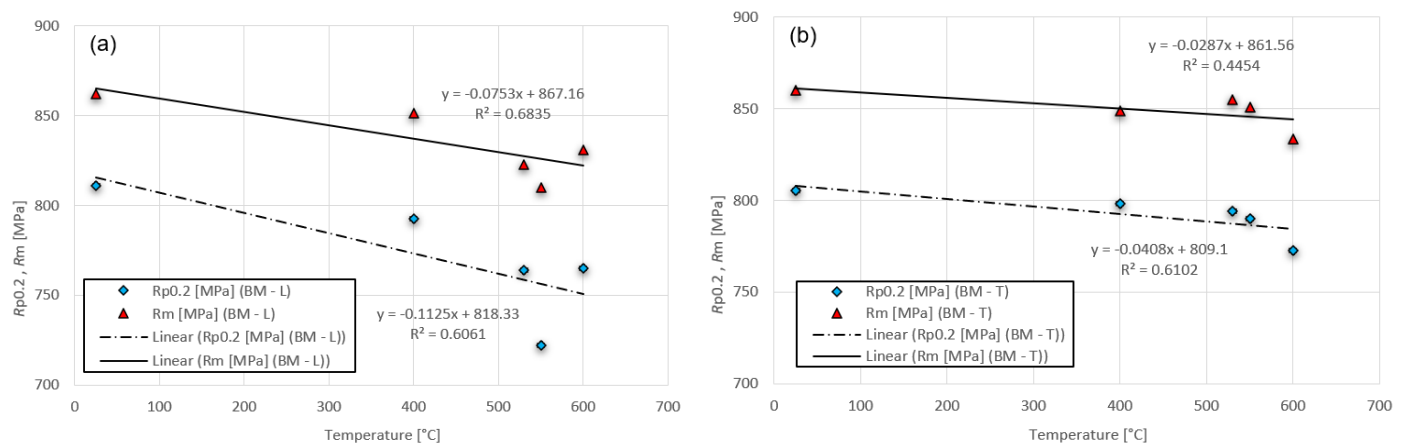 (a)
900
850
800
750
700
Rp0.2 , Rm [MPa]
y = -0.0753x + 867.16
R² = 0.6835
y = -0.1125x + 818.33
R² = 0.6061
Rp0.2 [MPa] (BM - L)
Rm [MPa] (BM - L)
Linear (Rp0.2 [MPa] (BM - L))
Linear (Rm [MPa] (BM - L))
0 100 200 300 400 500 600 700
Temperature [°C]
(b)
900
850
800
750
700
Rp0.2 , Rm [MPa]
y = -0.0287x + 861.56
R² = 0.4454
y = -0.0408x + 809.1
R² = 0.6102
Rp0.2 [MPa] (BM - T)
Rm [MPa] (BM - T)
Linear (Rp0.2 [MPa] (BM - T))
Linear (Rm [MPa] (BM - T))
0 100 200 300 400 500 600 700
Temperature [°C]